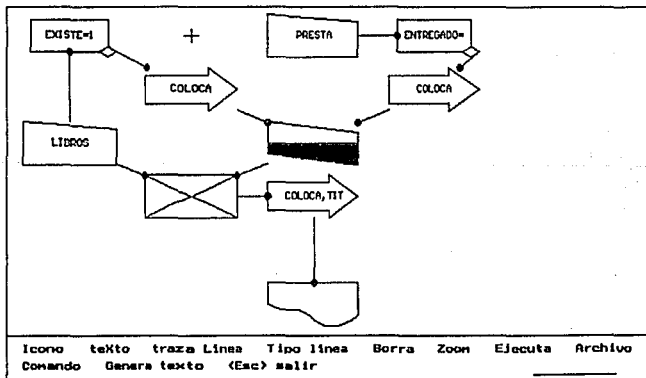 EXISTE=1
PRESTA
ENTREGADO=
COLOCA
COLOCA
LIBROS
COLOCA,TIT
Icono teXto traza Linea Tipo linea Borra Zoom Ejecuta Archivo
Comando Genera texto <Esc> salir